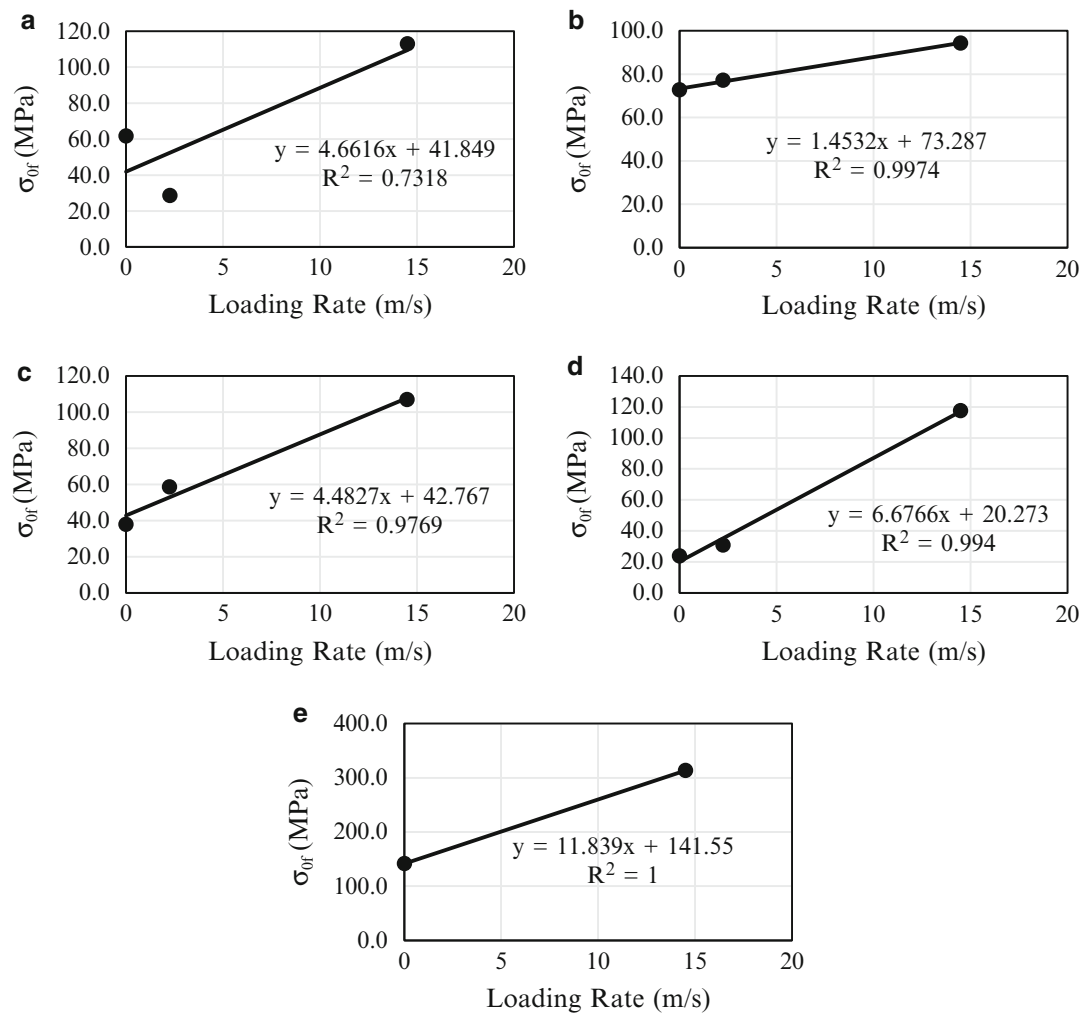 a
120.0
100.0
80.0
60.0
40.0
20.0
0.0
σ0f (MPa)
y = 4.6616x + 41.849
R2 = 0.7318
0 5 10 15 20
Loading Rate (m/s)
b
100.0
80.0
60.0
40.0
20.0
0.0
σ0f (MPa)
y = 1.4532x + 73.287
R2 = 0.9974
0 5 10 15 20
Loading Rate (m/s)
c
120.0
100.0
80.0
60.0
40.0
20.0
0.0
σ0f (MPa)
y = 4.4827x + 42.767
R2 = 0.9769
0 5 10 15 20
Loading Rate (m/s)
d
140.0
120.0
100.0
80.0
60.0
40.0
20.0
0.0
σ0f (MPa)
y = 6.6766x + 20.273
R2 = 0.994
0 5 10 15 20
Loading Rate (m/s)
e
400.0
300.0
200.0
100.0
0.0
σ0f (MPa)
y = 11.839x + 141.55
R2 = 1
0 5 10 15 20
Loading Rate (m/s)